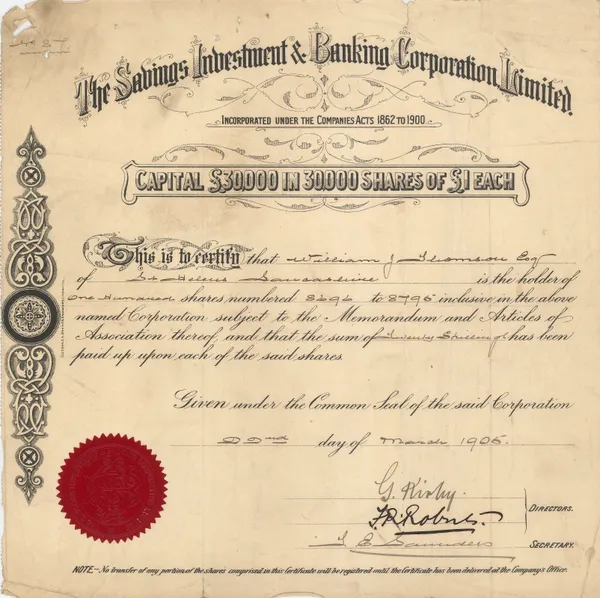 The Savings Investment & Banking Corporation Limited.
INCORPORATED UNDER THE COMPANIES ACTS 1862 TO 1900.
CAPITAL £30000 IN 30000 SHARES OF £1 EACH
This is to certify that William J Thomson Esq
of St Helens Lancashire is the holder of
One Hundred shares numbered to 8795 inclusive in the above
named Corporation subject to the Memorandum and Articles of
Association thereof, and that the sum of Twenty Shillings has been
paid up upon each of the said shares.
Given under the Common Seal of the said Corporation
22nd day of March 1906.
G. Kirby.
F.R. Roberts. DIRECTORS.
Saunders SECRETARY.
NOTE.—No transfer of any portion of the shares comprised in this Certificate will be registered until the Certificate has been delivered at the Company's Office.